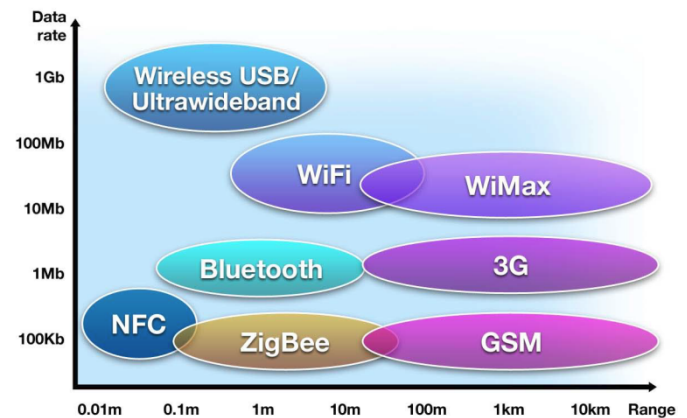 Data
rate
1Gb
Wireless USB/
Ultrawideband
100Mb
WiFi
WiMax
10Mb
Bluetooth
3G
1Mb
NFC
ZigBee
GSM
100Kb
0.01m 0.1m 1m 10m 100m 1km 10km Range